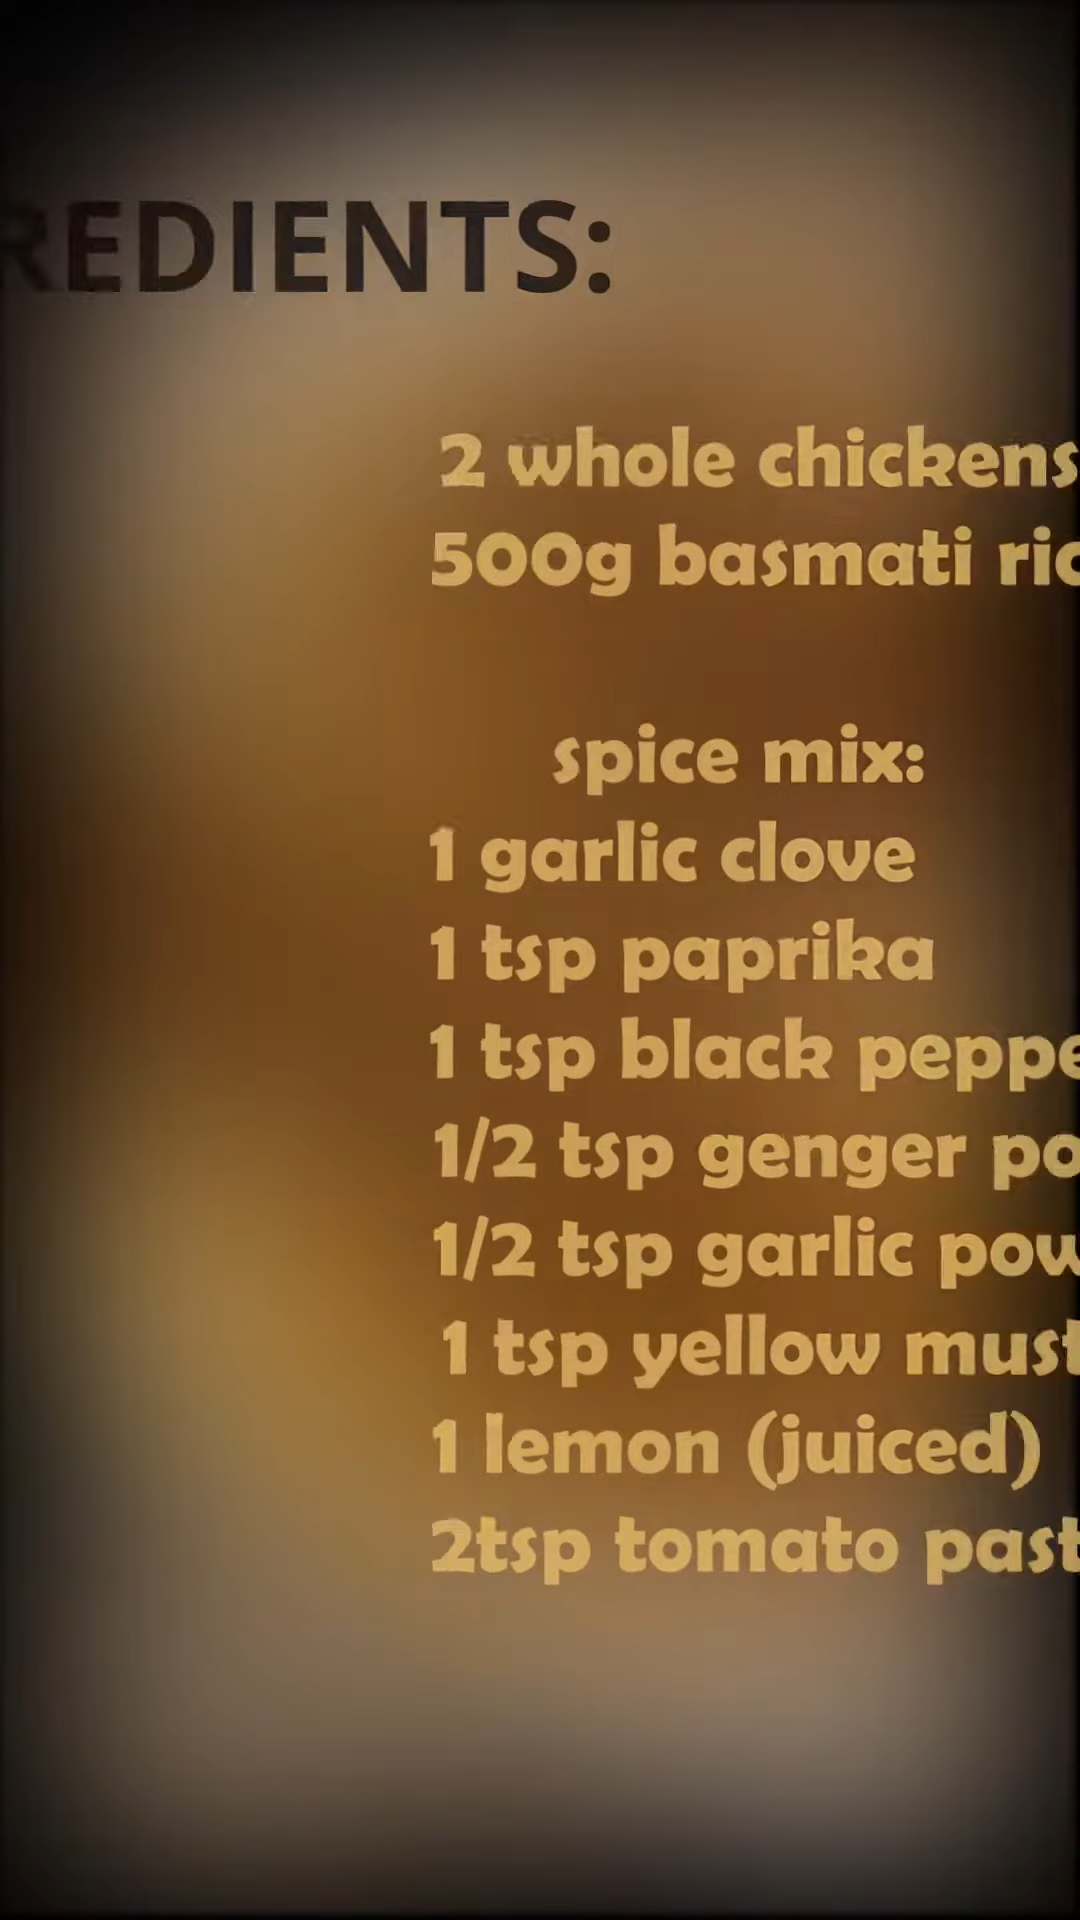 REDIENTS:
2 whole chickens
500g basmati ric
spice mix:
1 garlic clove
1 tsp paprika
1 tsp black peppe
1/2 tsp genger po
1/2 tsp garlic pow
1 tsp yellow must
1 lemon (juiced)
2tsp tomato past